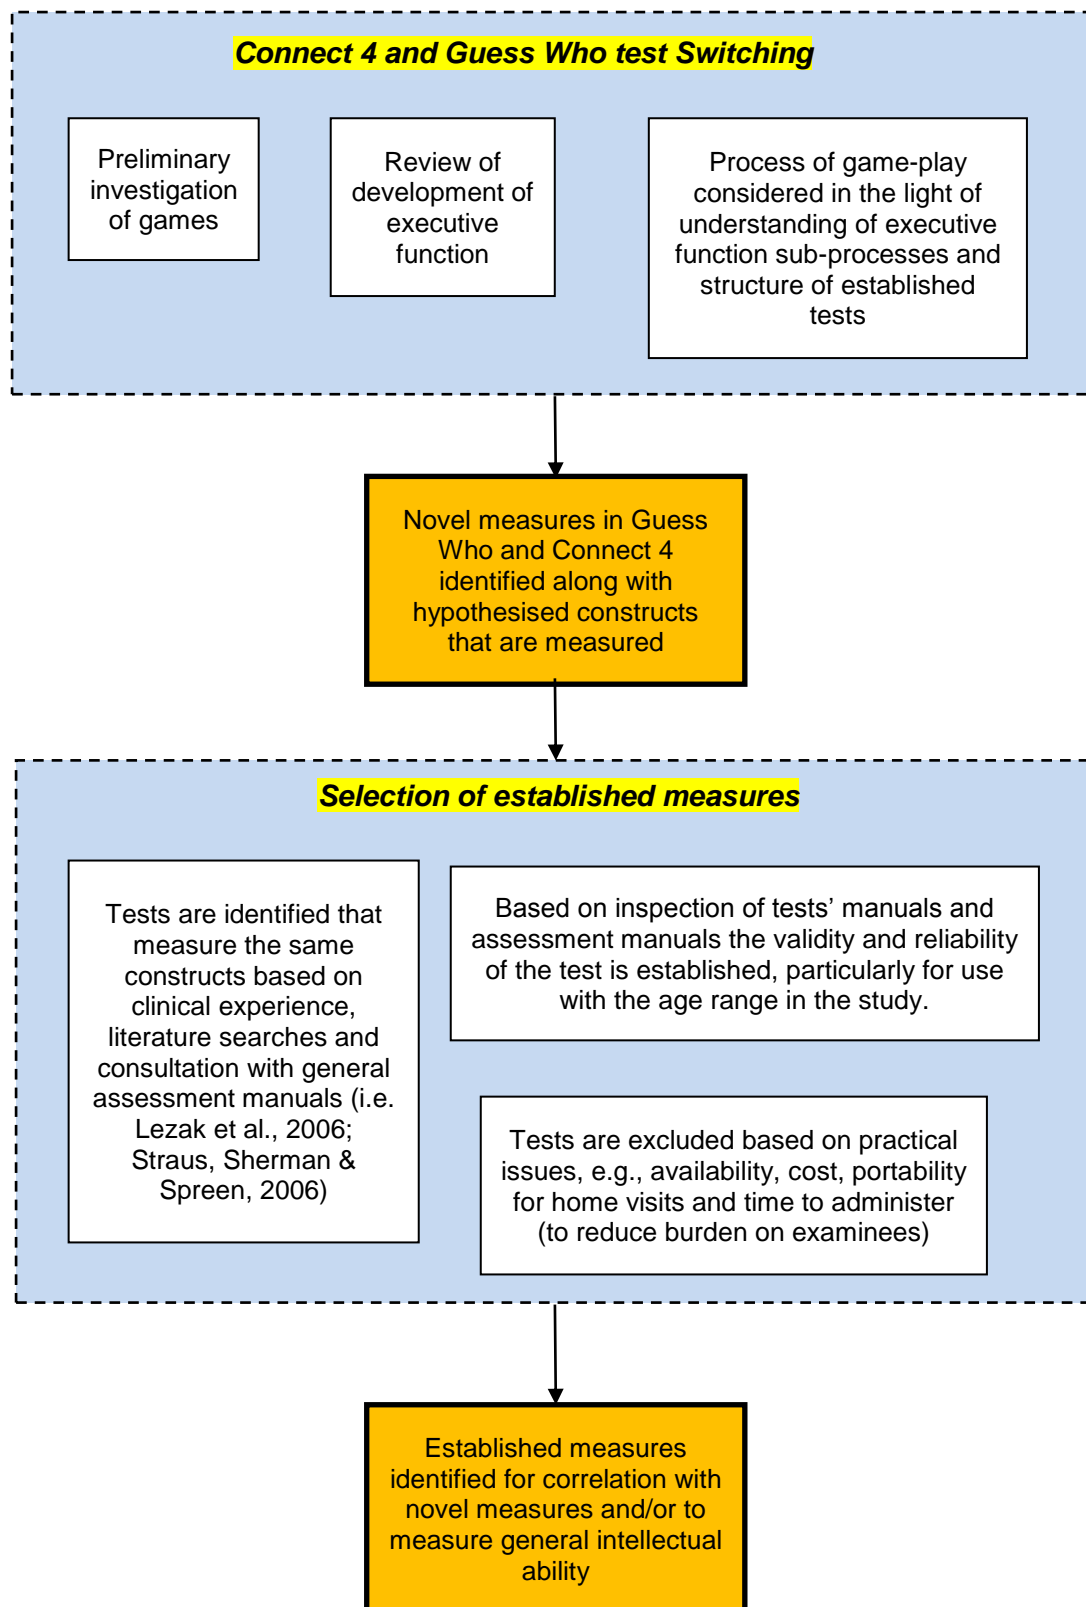 Connect 4 and Guess Who test Switching
Preliminary
investigation
of games
Review of
development of
executive
function
Process of game-play
considered in the light of
understanding of executive
function sub-processes and
structure of established
tests
Novel measures in Guess
Who and Connect 4
identified along with
hypothesised constructs
that are measured
Selection of established measures
Tests are identified that
measure the same
constructs based on
clinical experience,
literature searches and
consultation with general
assessment manuals (i.e.
Lezak et al., 2006;
Straus, Sherman &
Spreen, 2006)
Based on inspection of tests’ manuals and
assessment manuals the validity and reliability
of the test is established, particularly for use
with the age range in the study.
Tests are excluded based on practical
issues, e.g., availability, cost, portability
for home visits and time to administer
(to reduce burden on examinees)
Established measures
identified for correlation with
novel measures and/or to
measure general intellectual
ability